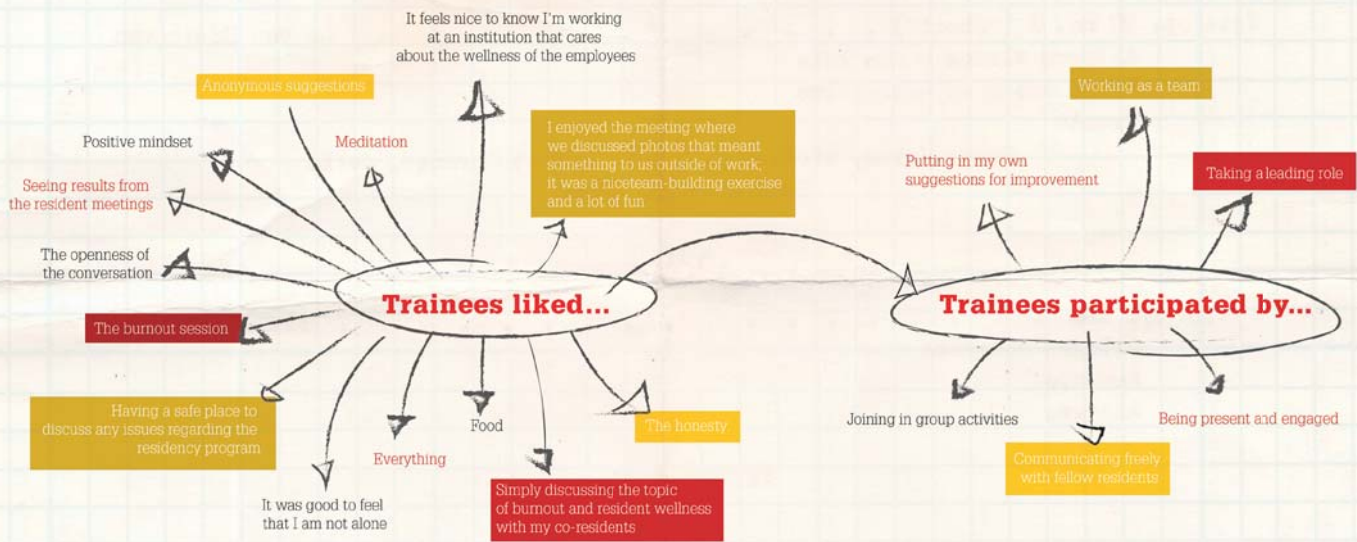 It feels nice to know I'm working
at an institution that cares
about the wellness of the employees
Anonymous suggestions
Positive mindset
Meditation
Seeing results from
the resident meetings
The openness of
the conversation
I enjoyed the meeting where
we discussed photos that meant
something to us outside of work;
it was a niceteam-building exercise
and a lot of fun
Trainees liked...
The burnout session
Having a safe place to
discuss any issues regarding the
residency program
It was good to feel
that I am not alone
Everything
Food
Simply discussing the topic
of burnout and resident wellness
with my co-residents
The honesty
Working as a team
Putting in my own
suggestions for improvement
Taking a leading role
Trainees participated by...
Joining in group activities
Communicating freely
with fellow residents
Being present and engaged